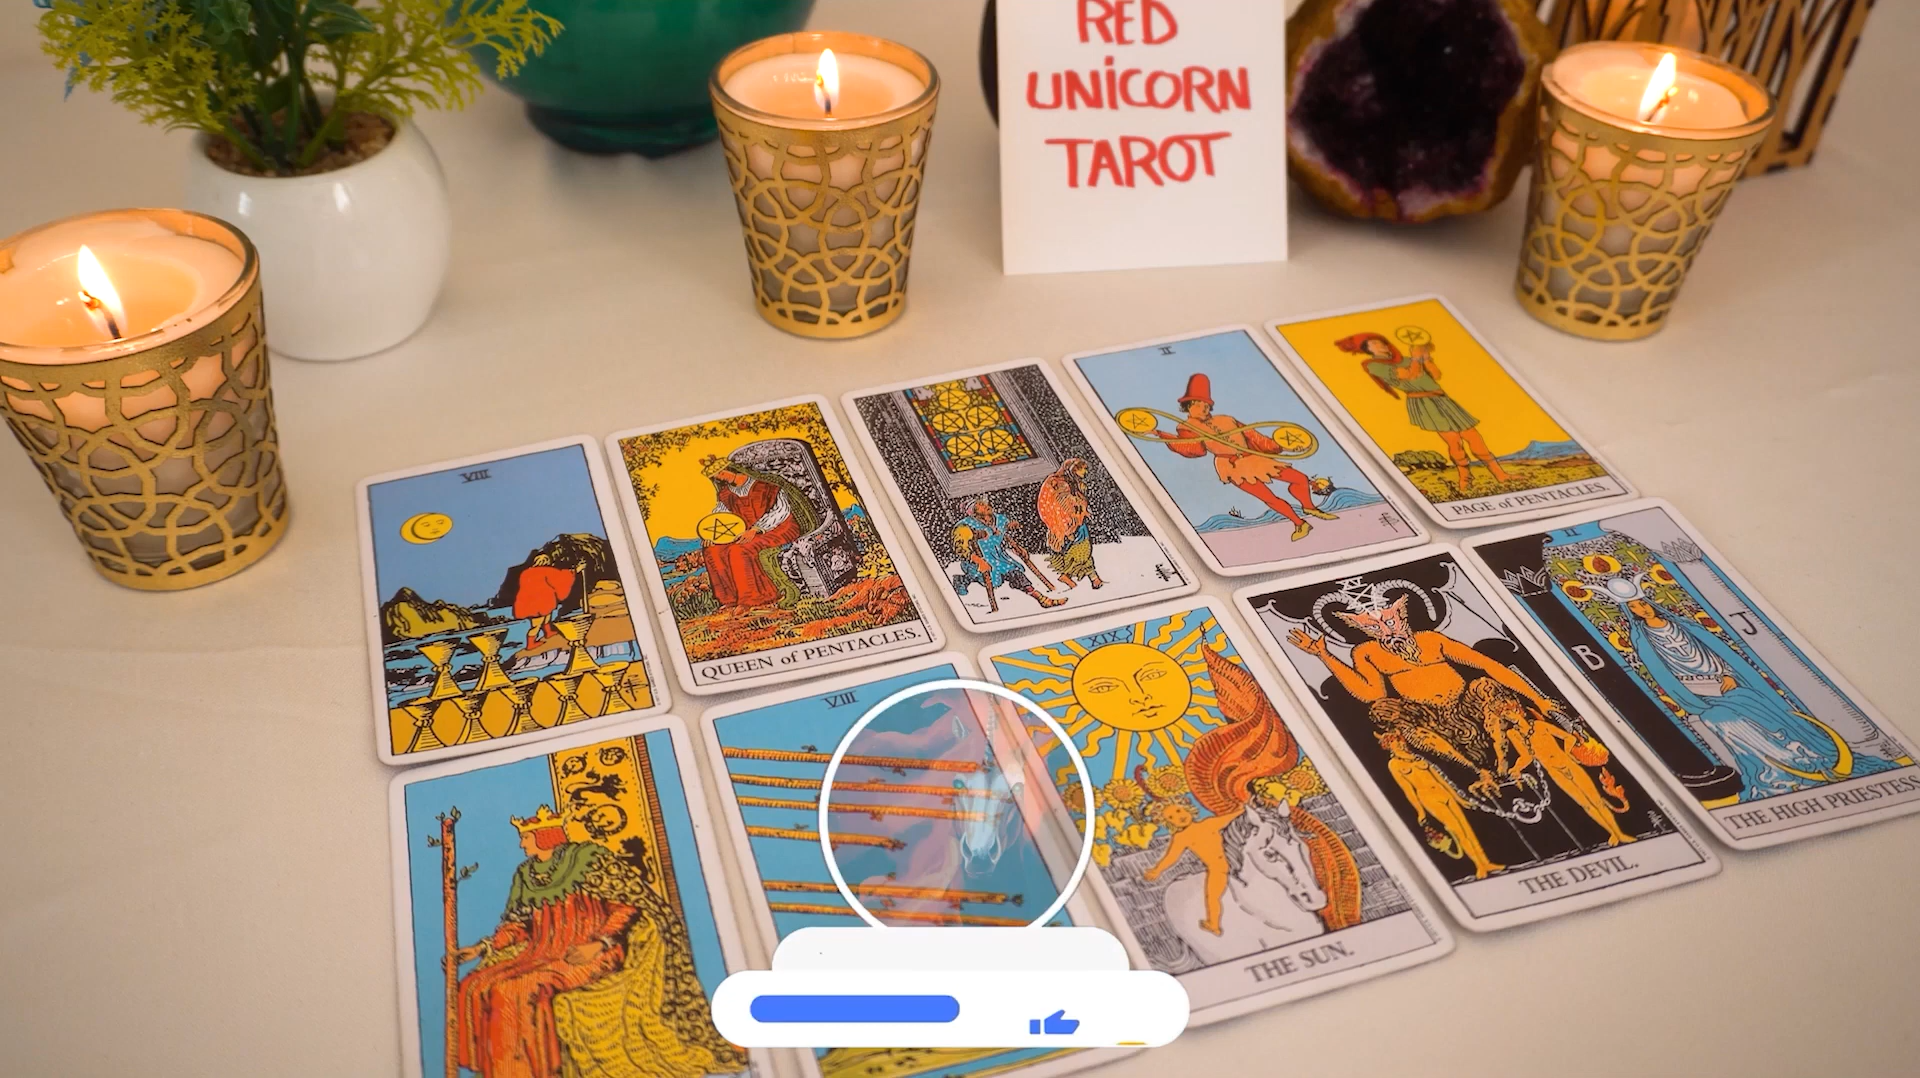 RED
UNICORN
TAROT
II
VIII
PAGE of PENTACLES.
QUEEN of PENTACLES.
II
XV
XIX
VIII
B
J
THE HIGH PRIESTESS
THE DEVIL.
THE SUN.